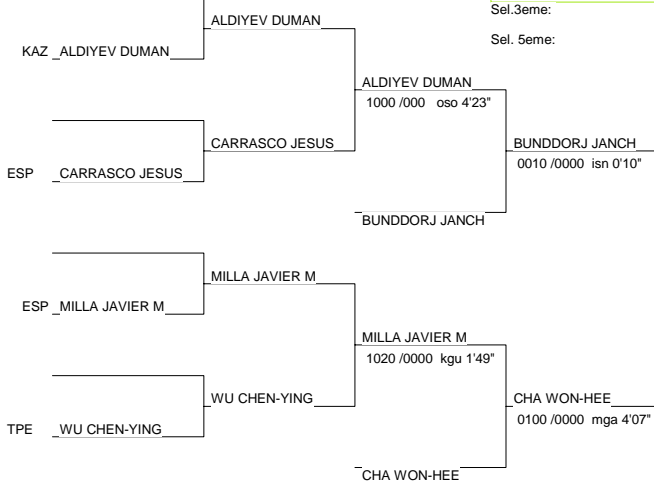 Sel.3eme:
ALDIYEV DUMAN
Sel. 5eme:
KAZ ALDIYEV DUMAN
ALDIYEV DUMAN
1000 /000 oso 4'23"
CARRASCO JESUS
BUNDDORJ JANCH
0010 /0000 isn 0'10"
ESP CARRASCO JESUS
BUNDDORJ JANCH
MILLA JAVIER M
ESP MILLA JAVIER M
MILLA JAVIER M
1020 /0000 kgu 1'49"
WU CHEN-YING
CHA WON-HEE
0100 /0000 mga 4'07"
TPE WU CHEN-YING
CHA WON-HEE